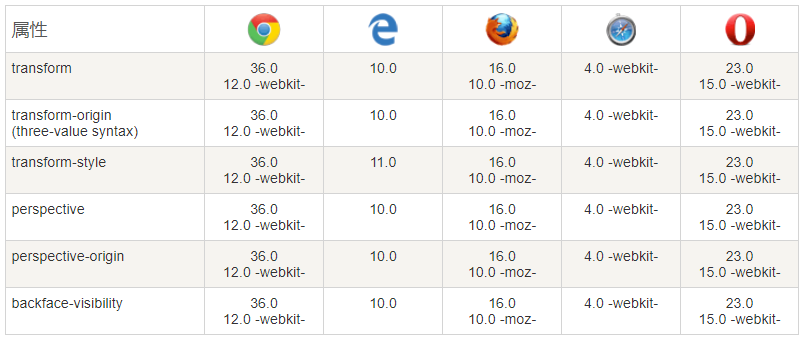 属性
transform 36.0 10.0 16.0 4.0 -webkit- 23.0
12.0 -webkit- 10.0 -moz- 15.0 -webkit-
transform-origin 36.0 10.0 16.0 4.0 -webkit- 23.0
(three-value syntax) 12.0 -webkit- 10.0 -moz- 15.0 -webkit-
transform-style 36.0 11.0 16.0 4.0 -webkit- 23.0
12.0 -webkit- 10.0 -moz- 15.0 -webkit-
perspective 36.0 10.0 16.0 4.0 -webkit- 23.0
12.0 -webkit- 10.0 -moz- 15.0 -webkit-
perspective-origin 36.0 10.0 16.0 4.0 -webkit- 23.0
12.0 -webkit- 10.0 -moz- 15.0 -webkit-
backface-visibility 36.0 10.0 16.0 4.0 -webkit- 23.0
12.0 -webkit- 10.0 -moz- 15.0 -webkit-